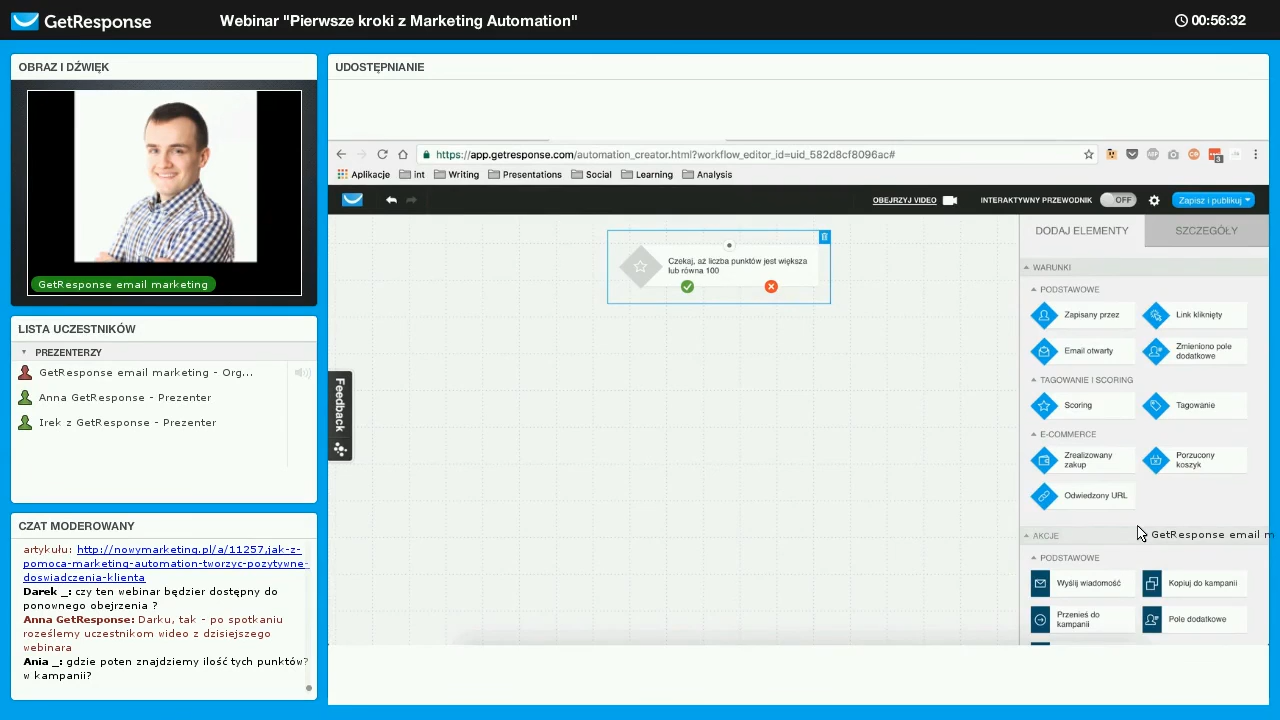 GetResponse
Webinar "Pierwsze kroki z Marketing Automation"
00:56:32
OBRAZ I DŹWIĘK
GetResponse email marketing
LISTA UCZESTNIKÓW
PREZENTERZY
GetResponse email marketing - Org...
Anna GetResponse - Prezenter
Irek z GetResponse - Prezenter
CZAT MODEROWANY
artykułu: http://nowymarketing.pl/a/11257,jak-z-
pomoca-marketing-automation-tworzyc-pozytywne-
doswiadczenia-klienta
Darek _: czy ten webinar będzier dostępny do
ponownego obejrzenia ?
Anna GetResponse: Darku, tak - po spotkaniu
roześlemy uczestnikom wideo z dzisiejszego
webinara
Ania _: gdzie poten znajdziemy ilość tych punktów?
w kampanii?
UDOSTĘPNIANIE
https://app.getresponse.com/automation_creator.html?workflow_editor_id=uid_582d8cf8096ac#
Aplikacje
int
Writing
Presentations
Social
Learning
Analysis
OBEJRZYJ VIDEO
INTERAKTYWNY PRZEWODNIK
OFF
Zapisz i publikuj
Czekaj, aż liczba punktów jest większa
lub równa 100
Feedback
DODAJ ELEMENTY
SZCZEGÓŁY
WARUNKI
PODSTAWOWE
Zapisany przez
Link kliknięty
Email otwarty
Zmieniono pole
dodatkowe
TAGOWANIE I SCORING
Scoring
Tagowanie
E-COMMERCE
Zrealizowany
zakup
Porzucony
koszyk
Odwiedzony URL
AKCJE
GetResponse email m
PODSTAWOWE
Wyślij wiadomość
Kopiuj do kampanii
Przenieś do
kampanii
Pole dodatkowe